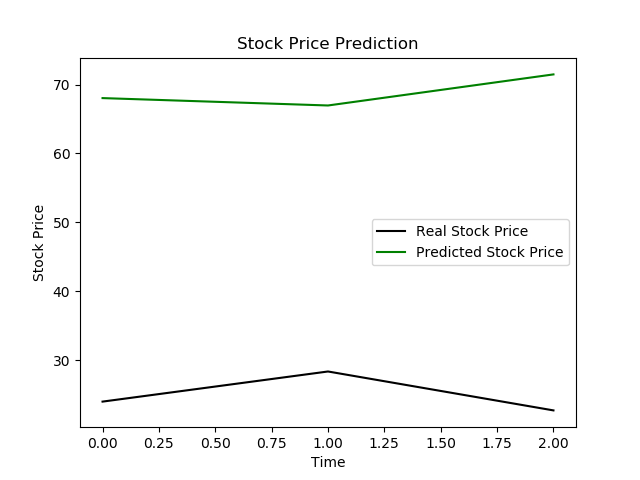 Stock Price Prediction
70
60
50
40
30
Stock Price
Real Stock Price
Predicted Stock Price
0.00 0.25 0.50 0.75 1.00 1.25 1.50 1.75 2.00
Time